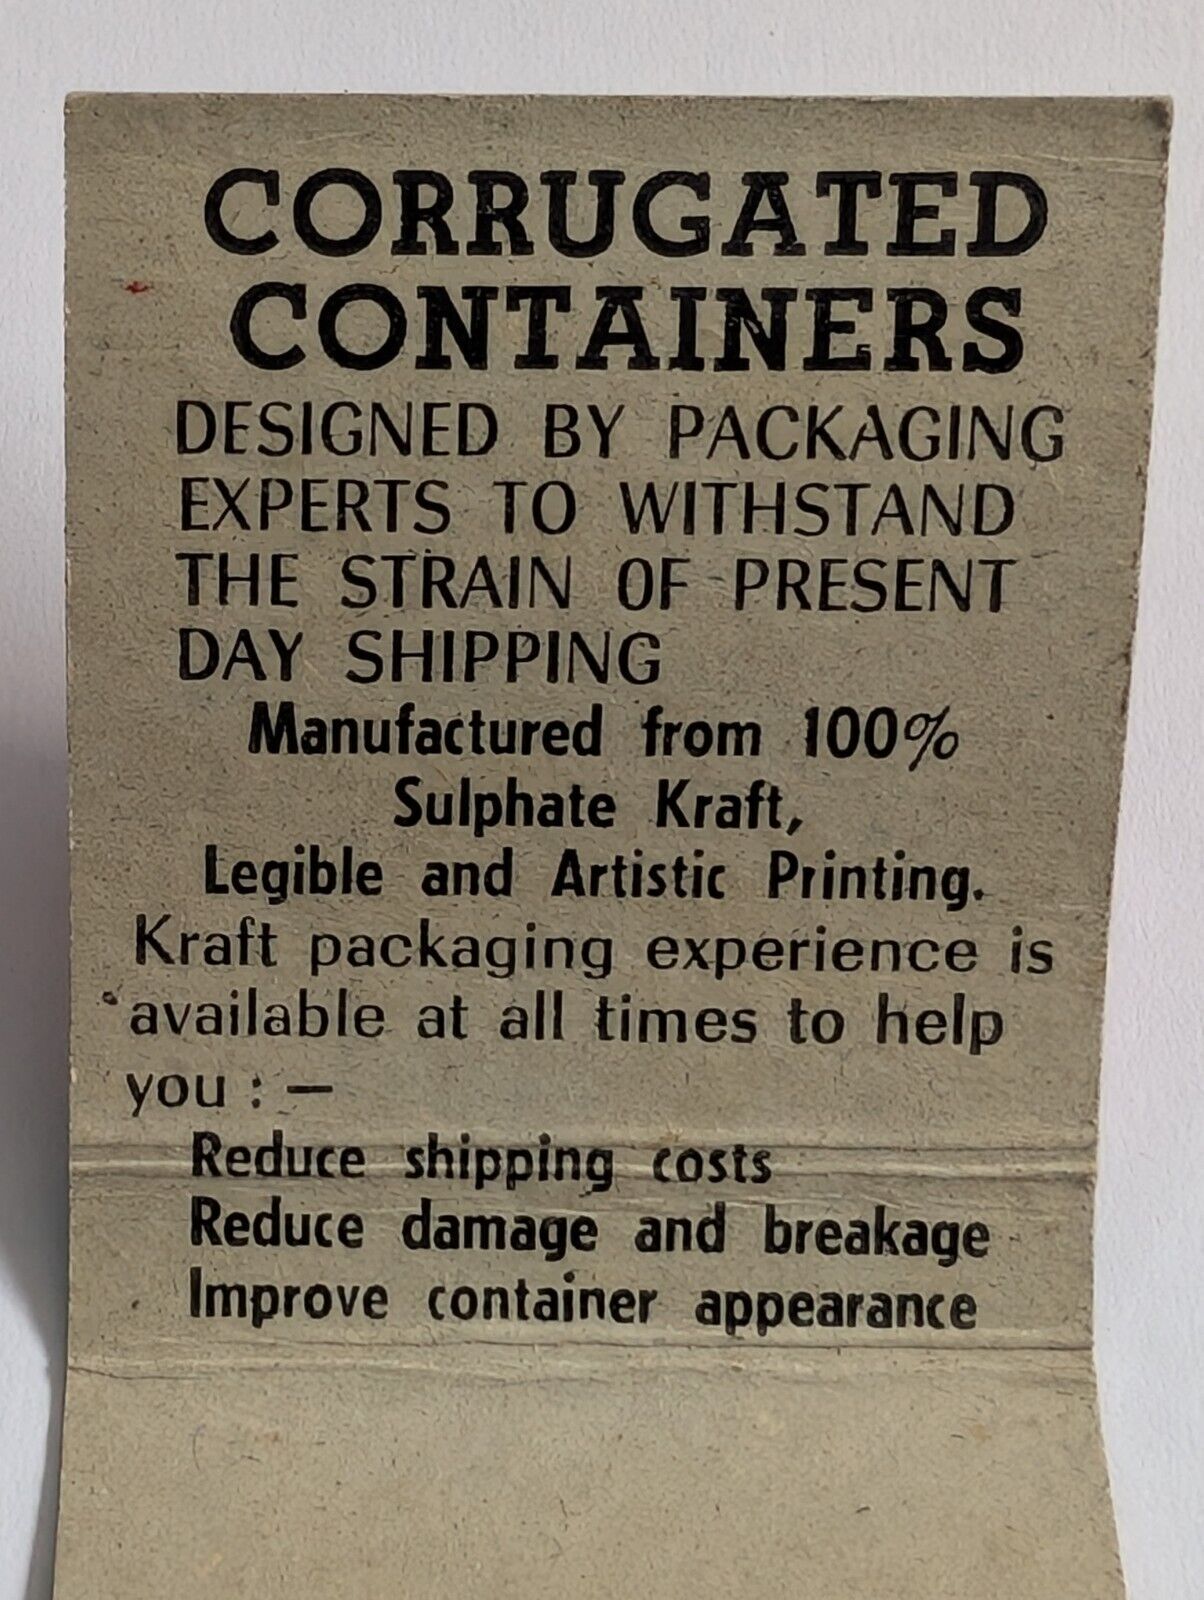 CORRUGATED
CONTAINERS
DESIGNED BY PACKAGING
EXPERTS TO WITHSTAND
THE STRAIN OF PRESENT
DAY SHIPPING
Manufactured from 100%
Sulphate Kraft,
Legible and Artistic Printing.
Kraft packaging experience is
available at all times to help
you : —
Reduce shipping costs
Reduce damage and breakage
Improve container appearance